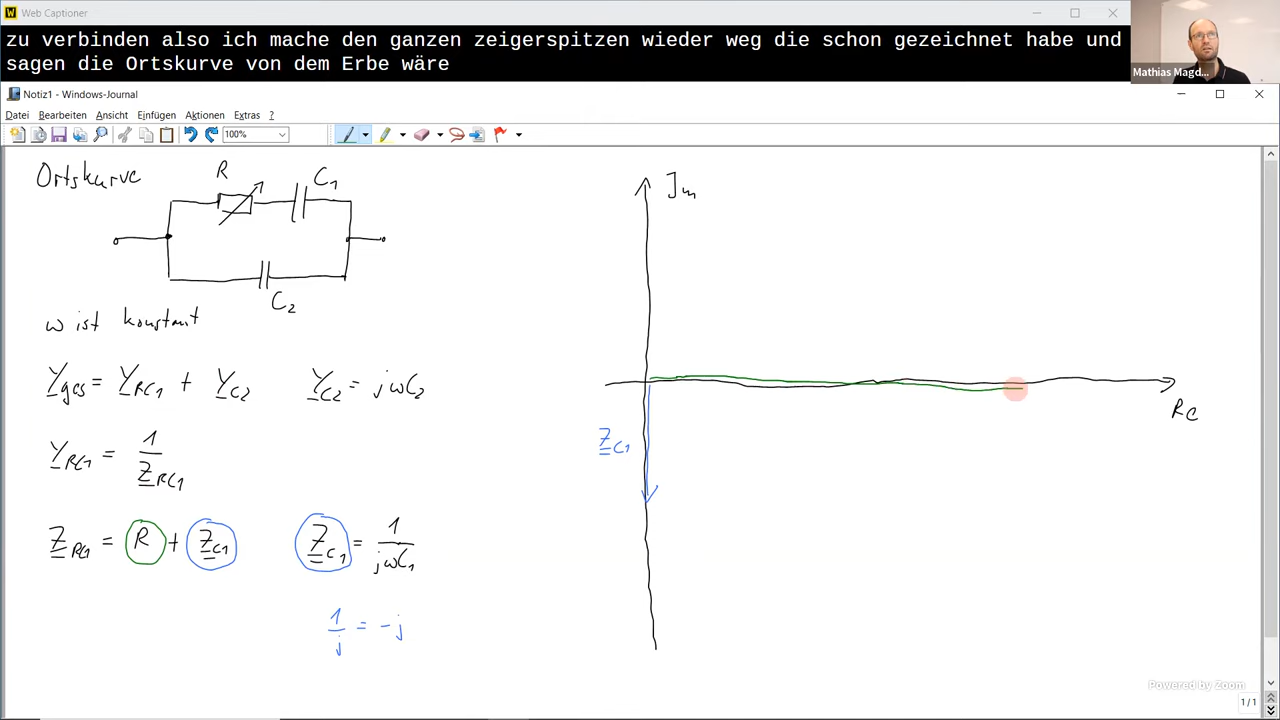 Web Captioner
zu verbinden also ich mache den ganzen zeigerspitzen wieder weg die schon gezeichnet habe und
sagen die Ortskurve von dem Erbe wäre
Mathias Magd...
Notiz1 - Windows-Journal
Datei Bearbeiten Ansicht Einfügen Aktionen Extras ?
100%
Ortskurve
R
C1
C2
ω ist konstant
Yges = YRC1 + YC2 YC2 = jωC2
YRC1 = 1/ZRC1
ZRC1 = R + ZC1 ZC1 = 1/jωC1
1/j = -j
Im
Re
ZC1
Powered by Zoom
1/1